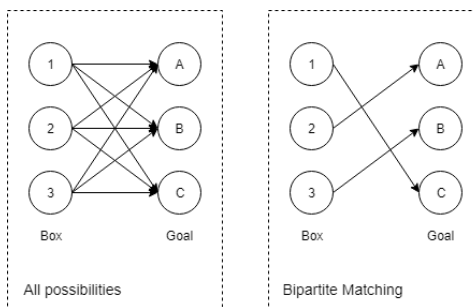 1
A
2
B
3
C
Box
Goal
All possibilities
1
A
2
B
3
C
Box
Goal
Bipartite Matching